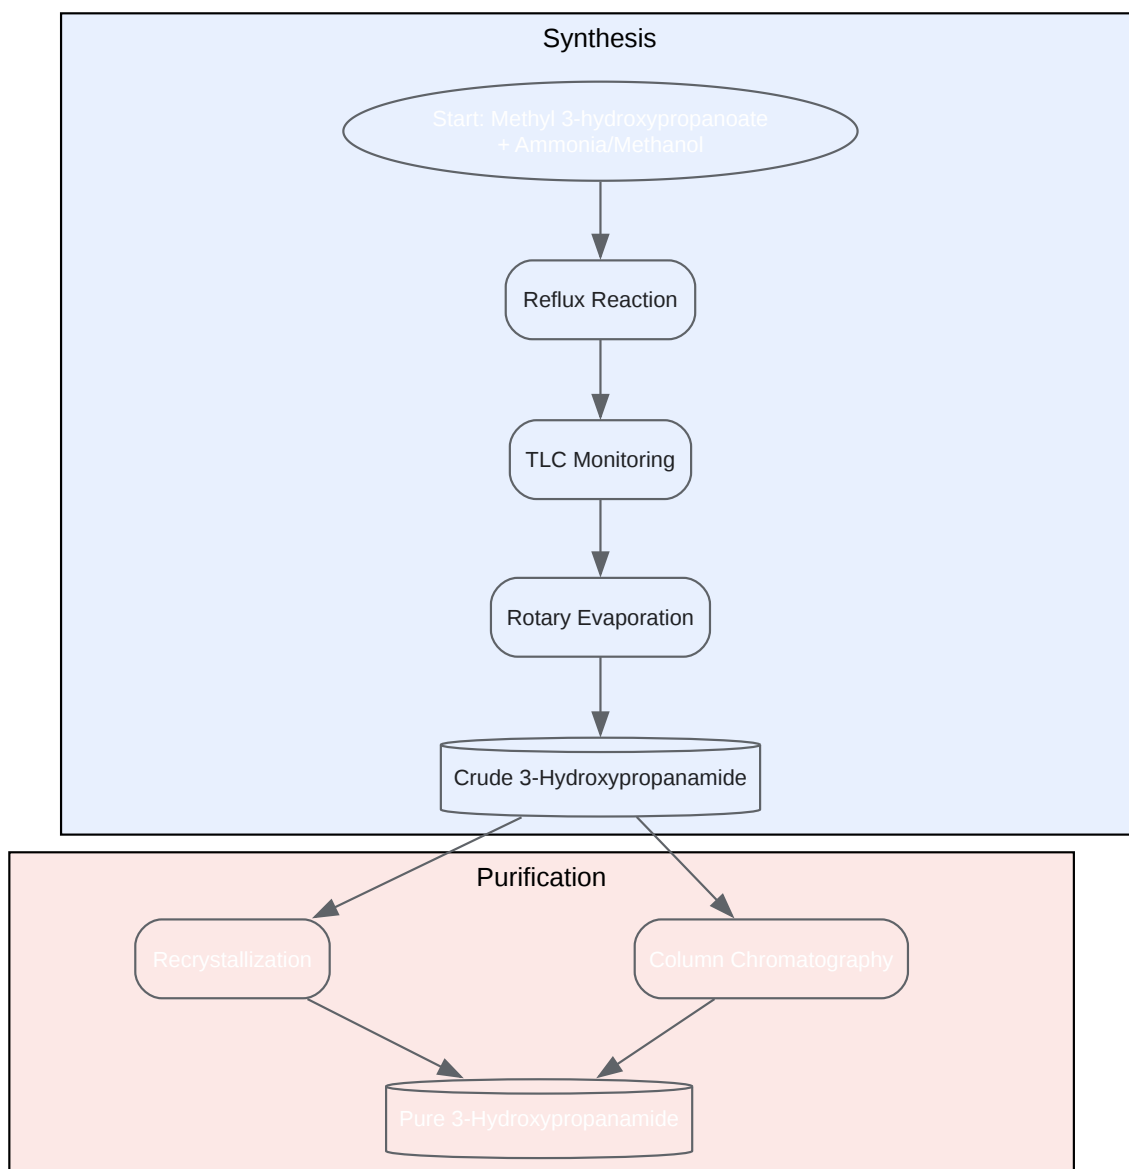 Synthesis
Start: Methyl 3-hydroxypropanoate
+ Ammonia/Methanol
Reflux Reaction
TLC Monitoring
Rotary Evaporation
Crude 3-Hydroxypropanamide
Purification
Recrystallization
Column Chromatography
Pure 3-Hydroxypropanamide